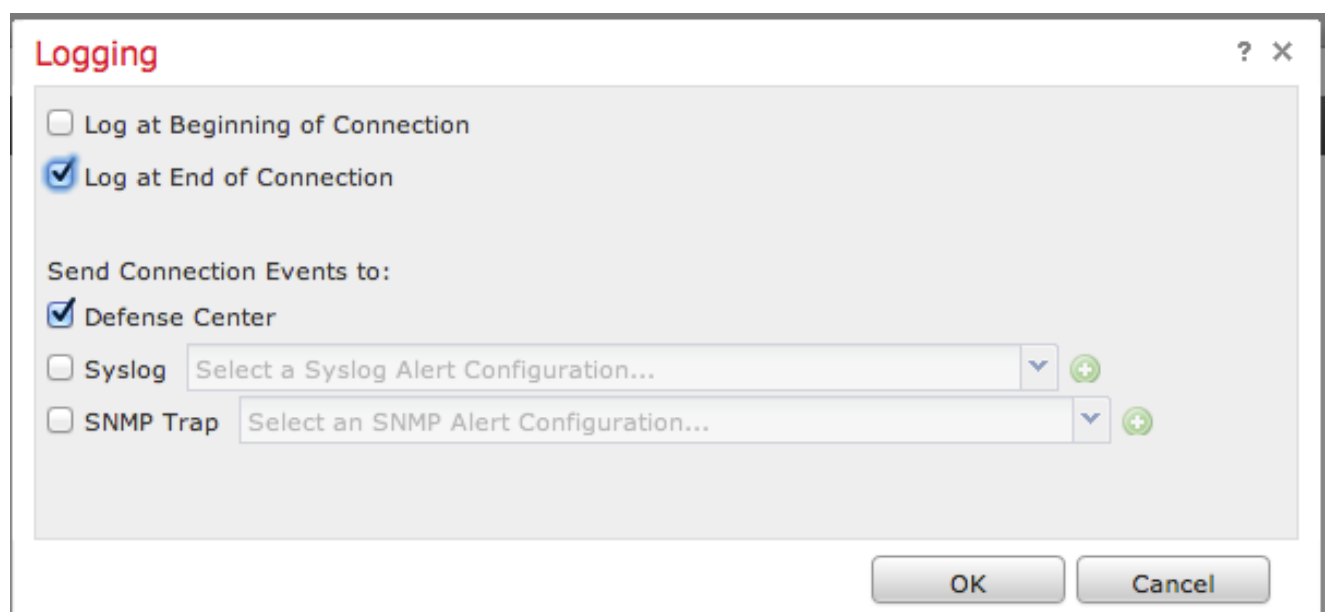 Logging
?
Log at Beginning of Connection
Log at End of Connection
Send Connection Events to:
Defense Center
Syslog Select a Syslog Alert Configuration...
SNMP Trap Select an SNMP Alert Configuration...
OK Cancel